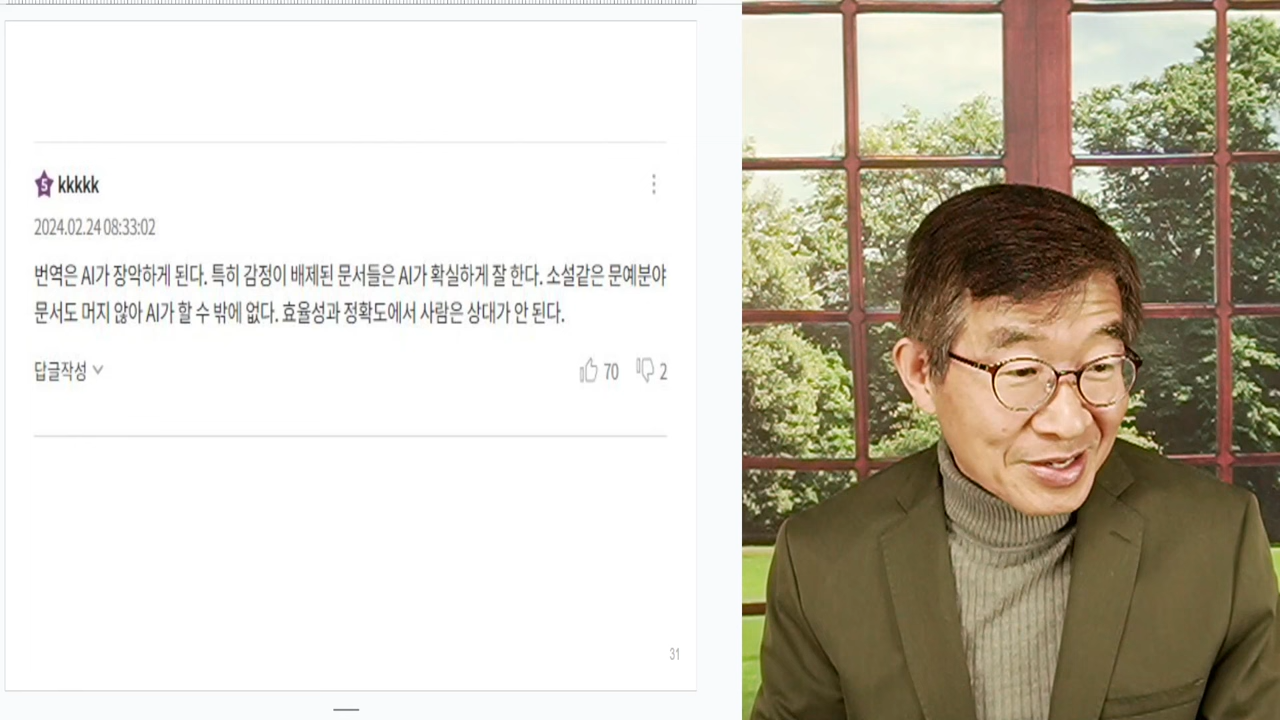 5 kkkkk
2024.02.24 08:33:02
번역은 AI가 장악하게 된다. 특히 감정이 배제된 문서들은 AI가 확실하게 잘 한다. 소설같은 문예분야
문서도 머지 않아 AI가 할 수 밖에 없다. 효율성과 정확도에서 사람은 상대가 안 된다.
답글작성
70 2
31